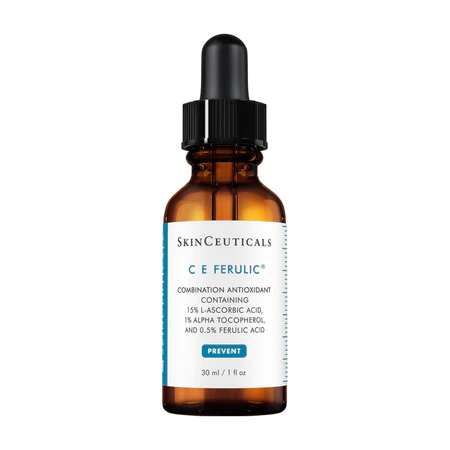 SKINCEUTICALS
C E FERULIC®
COMBINATION ANTIOXIDANT
CONTAINING
15% L-ASCORBIC ACID,
1% ALPHA TOCOPHEROL,
AND 0.5% FERULIC ACID
PREVENT
30 ml / 1 fl oz